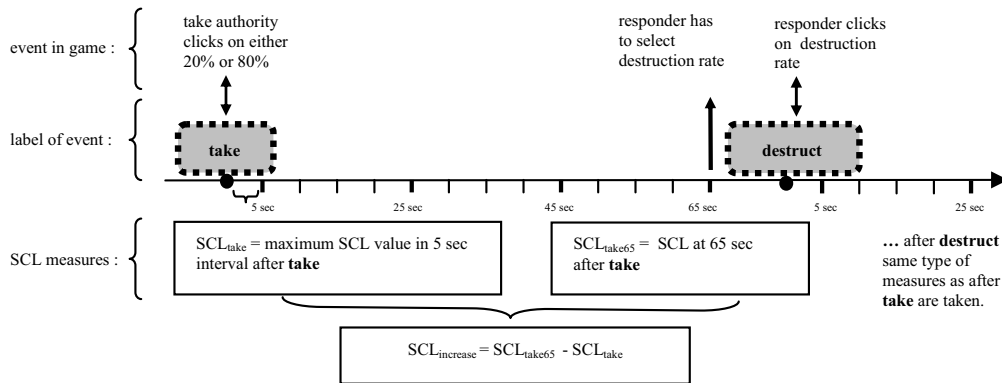 event in game :
take authority
clicks on either
20% or 80%
responder has
to select
destruction rate
responder clicks
on destruction
rate
label of event :
take
destruct
5 sec 25 sec 45 sec 65 sec 5 sec 25 sec
SCL measures :
SCLtake = maximum SCL value in 5 sec
interval after take
SCLtake65 = SCL at 65 sec
after take
... after destruct
same type of
measures as after
take are taken.
SCLincrease = SCLtake65 - SCLtake